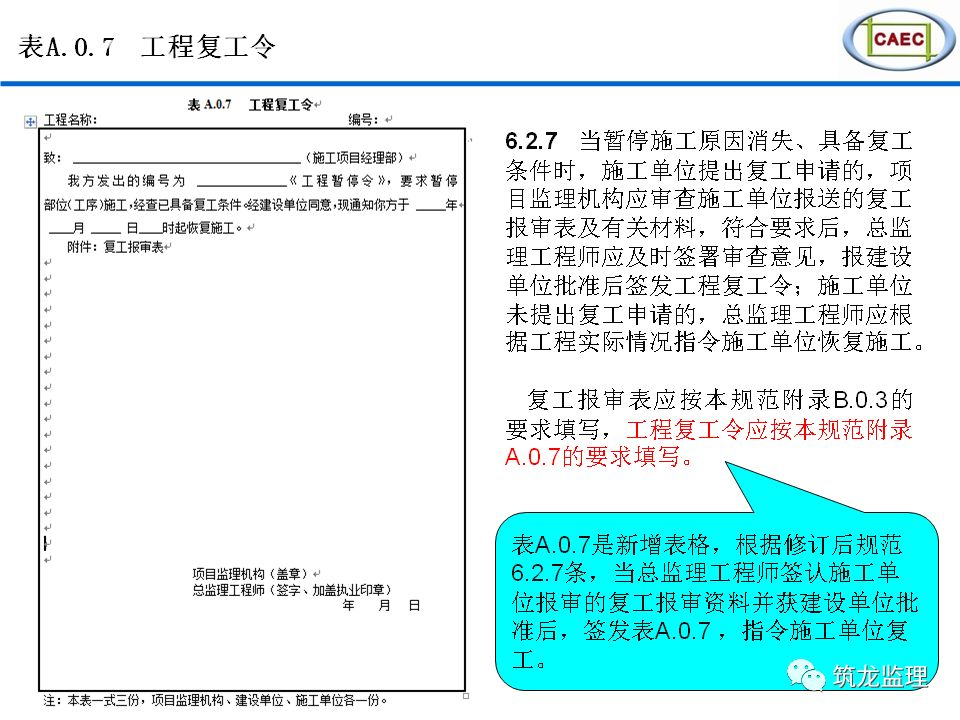 表A.0.7 工程复工令
CAEC
表 A.0.7 工程复工令
工程名称： 编号：
致： （施工项目经理部）
我方发出的编号为 《工程暂停令》，要求暂停
部位(工序)施工，经查已具备复工条件。经建设单位同意，现通知你方于 年
月 日 时起恢复施工。
附件：复工报审表
项目监理机构（盖章）
总监理工程师（签字、加盖执业印章）
年 月 日
注：本表一式三份，项目监理机构、建设单位、施工单位各一份。
6.2.7 当暂停施工原因消失、具备复工
条件时，施工单位提出复工申请的，项
目监理机构应审查施工单位报送的复工
报审表及有关材料，符合要求后，总监
理工程师应及时签署审查意见，报建设
单位批准后签发工程复工令；施工单位
未提出复工申请的，总监理工程师应根
据工程实际情况指令施工单位恢复施工。
复工报审表应按本规范附录B.0.3的
要求填写，工程复工令应按本规范附录
A.0.7的要求填写。
表A.0.7是新增表格，根据修订后规范
6.2.7条，当总监理工程师签认施工单
位报审的复工报审资料并获建设单位批
准后，签发表A.0.7 ，指令施工单位复
工。
筑龙监理